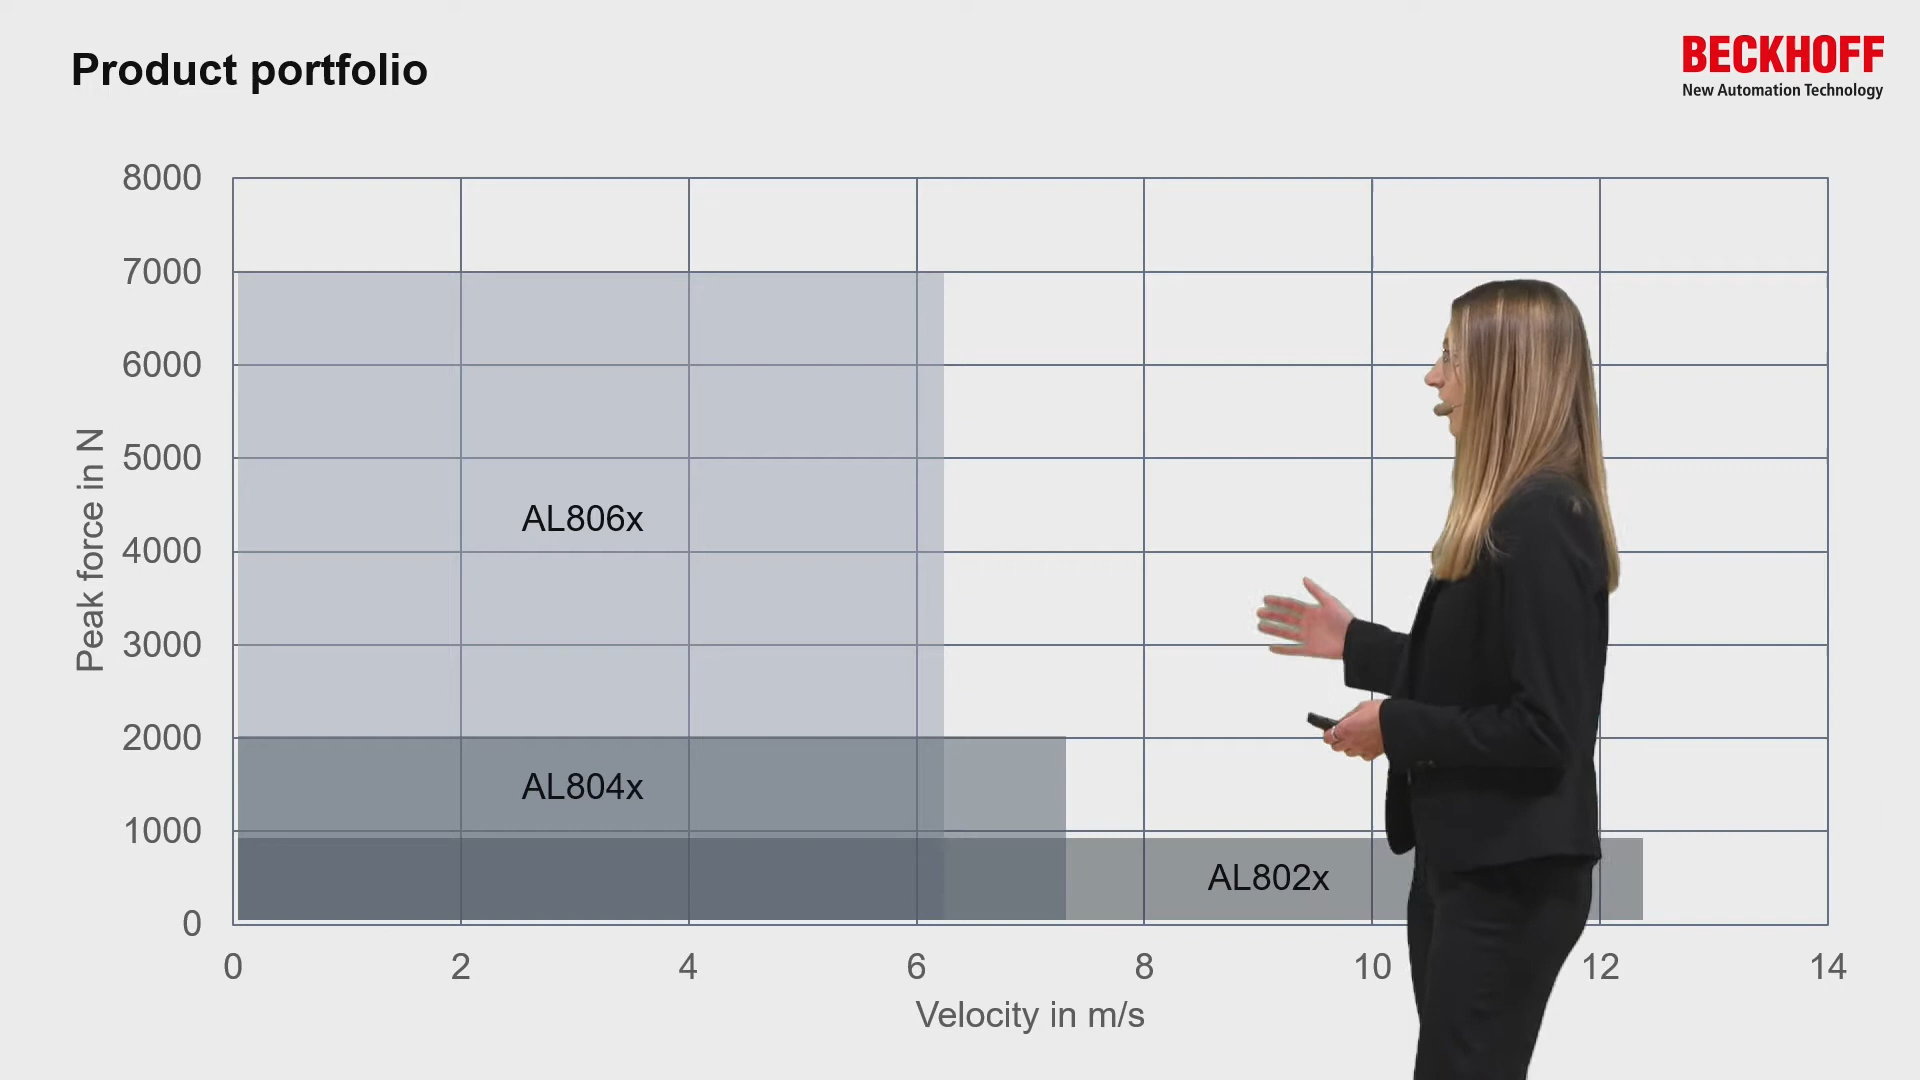 Product portfolio
BECKHOFF
New Automation Technology
8000
7000
6000
5000
4000
3000
2000
1000
0
Peak force in N
AL806x
AL804x
AL802x
0 2 4 6 8 10 12 14
Velocity in m/s